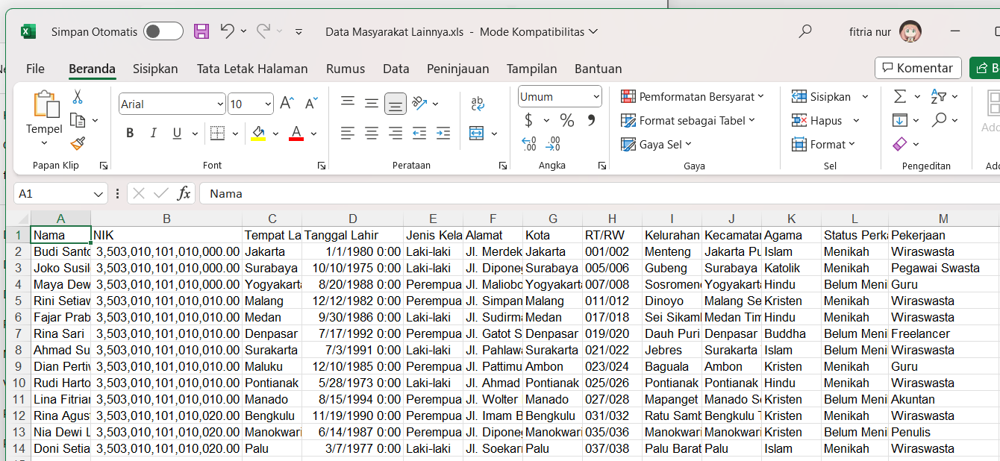 Simpan Otomatis Data Masyarakat Lainnya.xls - Mode Kompatibilitas fitria nur
File Beranda Sisipkan Tata Letak Halaman Rumus Data Peninjauan Tampilan Bantuan Komentar
Arial 10 Umum Pemformatan Bersyarat Sisipkan
Tempel Format sebagai Tabel Hapus
B I U A $ % Gaya Sel Format
Papan Klip Font Perataan Angka Gaya Sel Pengeditan
A1 fx Nama
A B C D E F G H I J K L M
1 Nama NIK Tempat La Tanggal Lahir Jenis Kela Alamat Kota RT/RW Kelurahan Kecamatan Agama Status Perka Pekerjaan
2 Budi Santo 3,503,010,101,010,000.00 Jakarta 1/1/1980 0:00 Laki-laki Jl. Merdek Jakarta 001/002 Menteng Jakarta Pu Islam Menikah Wiraswasta
3 Joko Susil 3,503,010,101,010,000.00 Surabaya 10/10/1975 0:00 Laki-laki Jl. Diponeg Surabaya 005/006 Gubeng Surabaya Katolik Menikah Pegawai Swasta
4 Maya Dew 3,503,010,101,010,000.00 Yogyakarta 8/20/1988 0:00 Perempua Jl. Maliobo Yogyakarta 007/008 Sosromen Yogyakart Hindu Belum Meni Guru
5 Rini Setiaw 3,503,010,101,010,010.00 Malang 12/12/1982 0:00 Perempua Jl. Simpan Malang 011/012 Dinoyo Malang Se Kristen Menikah Wiraswasta
6 Fajar Prab 3,503,010,101,010,010.00 Medan 9/30/1986 0:00 Laki-laki Jl. Sudirma Medan 017/018 Sei Sikaml Medan Tim Hindu Menikah Wiraswasta
7 Rina Sari 3,503,010,101,010,010.00 Denpasar 7/17/1992 0:00 Perempua Jl. Gatot S Denpasar 019/020 Dauh Puri Denpasar Buddha Belum Meni Freelancer
8 Ahmad Su 3,503,010,101,010,010.00 Surakarta 7/3/1991 0:00 Laki-laki Jl. Pahlawa Surakarta 021/022 Jebres Surakarta Islam Belum Meni Wiraswasta
9 Dian Pertiw 3,503,010,101,010,010.00 Maluku 12/10/1985 0:00 Perempua Jl. Pattimu Ambon 023/024 Baguala Ambon Kristen Menikah Guru
10 Rudi Harto 3,503,010,101,010,010.00 Pontianak 5/28/1973 0:00 Laki-laki Jl. Ahmad Pontianak 025/026 Pontianak Pontianak Hindu Menikah Wiraswasta
11 Lina Fitrian 3,503,010,101,010,010.00 Manado 8/15/1994 0:00 Perempua Jl. Wolter Manado 027/028 Mapanget Manado Se Kristen Belum Meni Akuntan
12 Rina Agus 3,503,010,101,010,020.00 Bengkulu 11/19/1990 0:00 Perempua Jl. Imam B Bengkulu 031/032 Ratu Samb Bengkulu T Kristen Menikah Wiraswasta
13 Nia Dewi L 3,503,010,101,010,020.00 Manokwari 6/14/1987 0:00 Perempua Jl. Diponeg Manokwari 035/036 Manokwari Manokwari Kristen Belum Meni Penulis
14 Doni Setia 3,503,010,101,010,020.00 Palu 3/7/1977 0:00 Laki-laki Jl. Soekar Palu 037/038 Palu Barat Palu Islam Menikah Wiraswasta